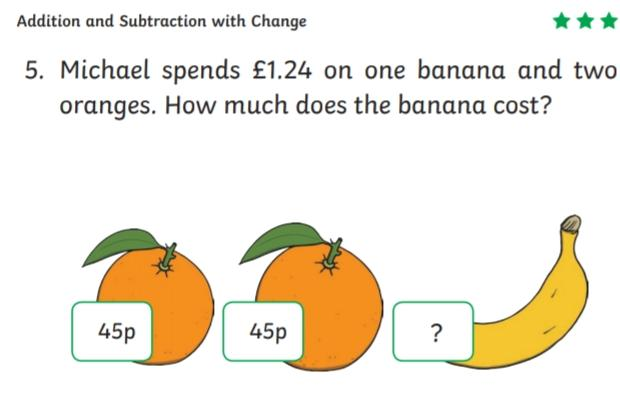 Addition and Subtraction with Change
5. Michael spends £1.24 on one banana and two
oranges. How much does the banana cost?
45p
45p
?